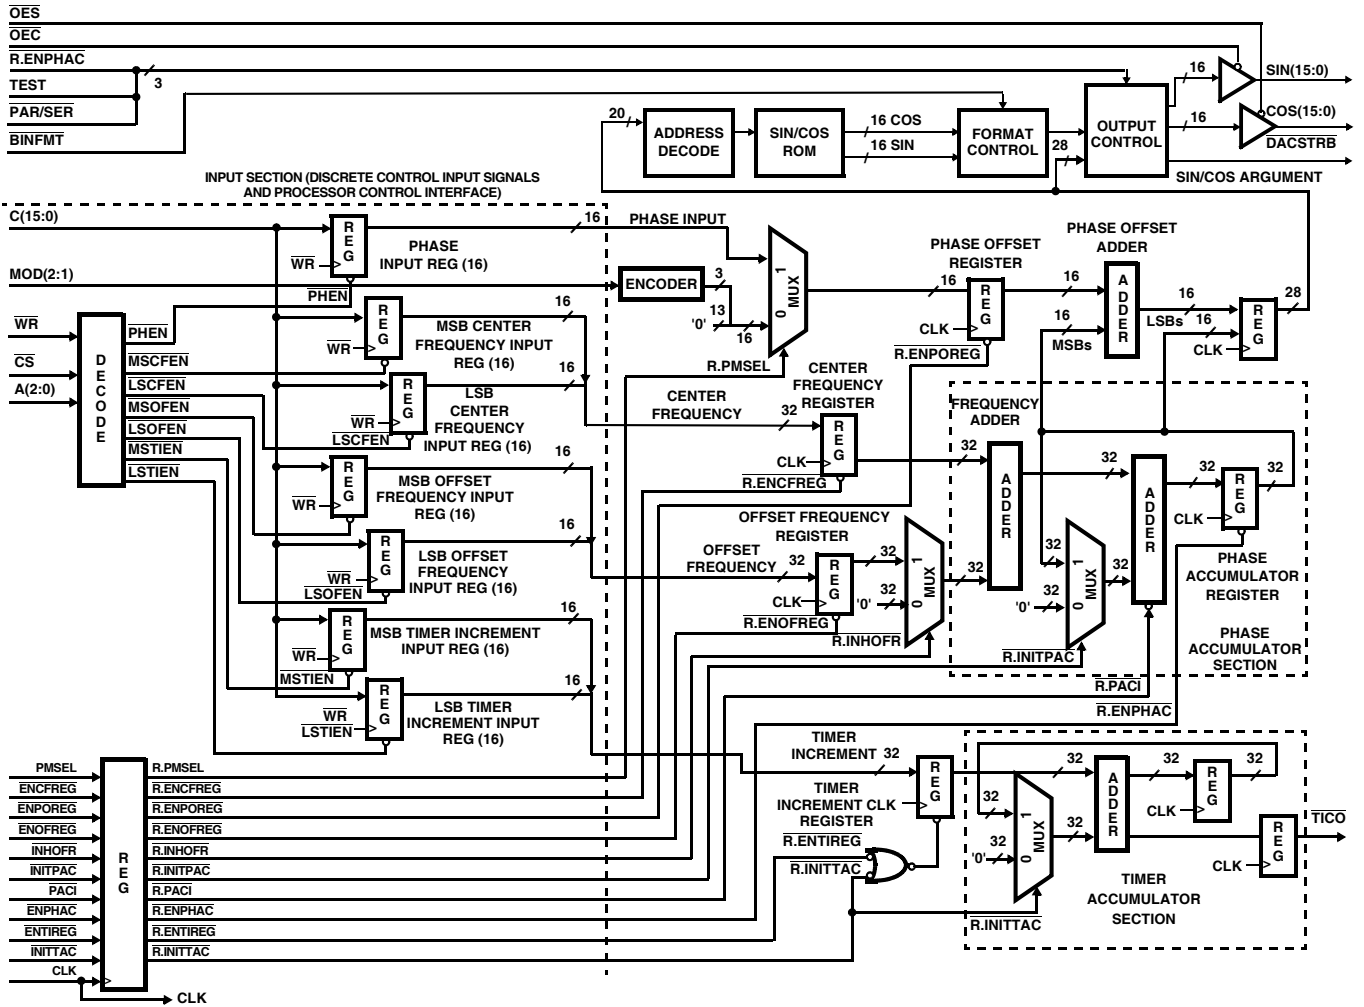 OES
OEC
R.ENPHAC
TEST
3
PAR/SER
BINFMT
16
SIN(15:0)
16
COS(15:0)
DACSTRB
SIN/COS ARGUMENT
20
ADDRESS
DECODE
SIN/COS
ROM
16 COS
16 SIN
FORMAT
CONTROL
28
OUTPUT
CONTROL
INPUT SECTION (DISCRETE CONTROL INPUT SIGNALS
AND PROCESSOR CONTROL INTERFACE)
C(15:0)
MOD(2:1)
WR
CS
A(2:0)
DECODE
PHEN
MSCFEN
LSCFEN
MSOFEN
LSOFEN
MSTIEN
LSTIEN
REG
WR
PHEN
PHASE
INPUT REG (16)
16
REG
WR
MSB CENTER
FREQUENCY INPUT
REG (16)
16
REG
WR
LSCFEN
LSB
CENTER
FREQUENCY
INPUT REG (16)
16
REG
WR
MSB OFFSET
FREQUENCY INPUT
REG (16)
16
REG
WR
LSOFEN
LSB OFFSET
FREQUENCY
INPUT REG (16)
16
REG
WR
MSTIEN
MSB TIMER INCREMENT
INPUT REG (16)
16
REG
WR
LSTIEN
LSB TIMER
INCREMENT INPUT
REG (16)
16
PHASE INPUT
ENCODER
3
13
'0'
16
1
MUX
0
R.PMSEL
PHASE OFFSET
REGISTER
16
REG
CLK
R.ENPOREG
PHASE OFFSET
ADDER
16
16
MSBs
ADDER
16
LSBs
16
REG
CLK
28
CENTER
FREQUENCY
32
CENTER
FREQUENCY
REGISTER
REG
CLK
R.ENCFREG
OFFSET FREQUENCY
REGISTER
OFFSET
FREQUENCY
32
REG
CLK
R.ENOFREG
32
'0'
32
1
MUX
0
R.INHOFR
32
FREQUENCY
ADDER
32
ADDER
32
32
'0'
32
1
MUX
0
R.INITPAC
32
ADDER
32
REG
CLK
32
PHASE
ACCUMULATOR
REGISTER
PHASE
ACCUMULATOR
SECTION
R.PACI
R.ENPHAC
PMSEL
ENCFREG
ENPOREG
ENOFREG
INHOFR
INITPAC
PACI
ENPHAC
ENTIREG
INITTAC
CLK
REG
R.PMSEL
R.ENCFREG
R.ENPOREG
R.ENOFREG
R.INHOFR
R.INITPAC
R.PACI
R.ENPHAC
R.ENTIREG
R.INITTAC
CLK
TIMER
INCREMENT
32
TIMER
INCREMENT CLK
REGISTER
REG
R.ENTIREG
R.INITTAC
32
'0'
32
1
MUX
0
R.INITTAC
32
32
ADDER
32
REG
CLK
32
REG
CLK
TICO
TIMER
ACCUMULATOR
SECTION